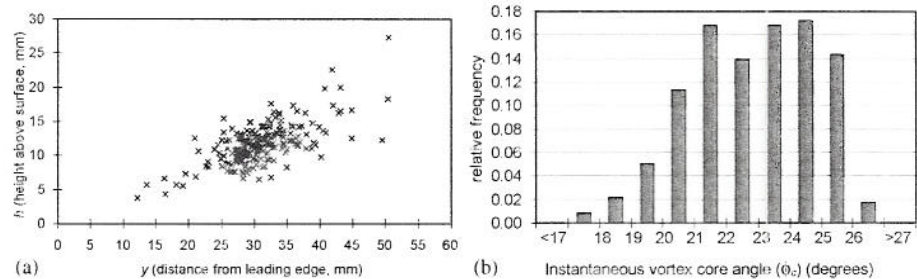 30
25
20
15
10
5
0
h (height above surface, mm)
0 5 10 15 20 25 30 35 40 45 50 55 60
(a) y (distance from leading edge, mm)
0.18
0.16
0.14
0.12
0.10
0.08
0.06
0.04
0.02
0.00
relative frequency
<17 18 19 20 21 22 23 24 25 26 >27
(b) Instantaneous vortex core angle (ϕc) (degrees)